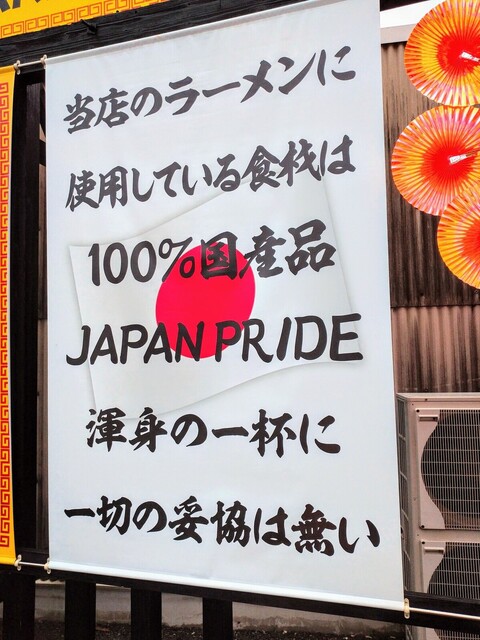 当店のラーメンに
使用している食材は
100%国産品
JAPAN PRIDE
渾身の一杯に
一切の妥協は無い